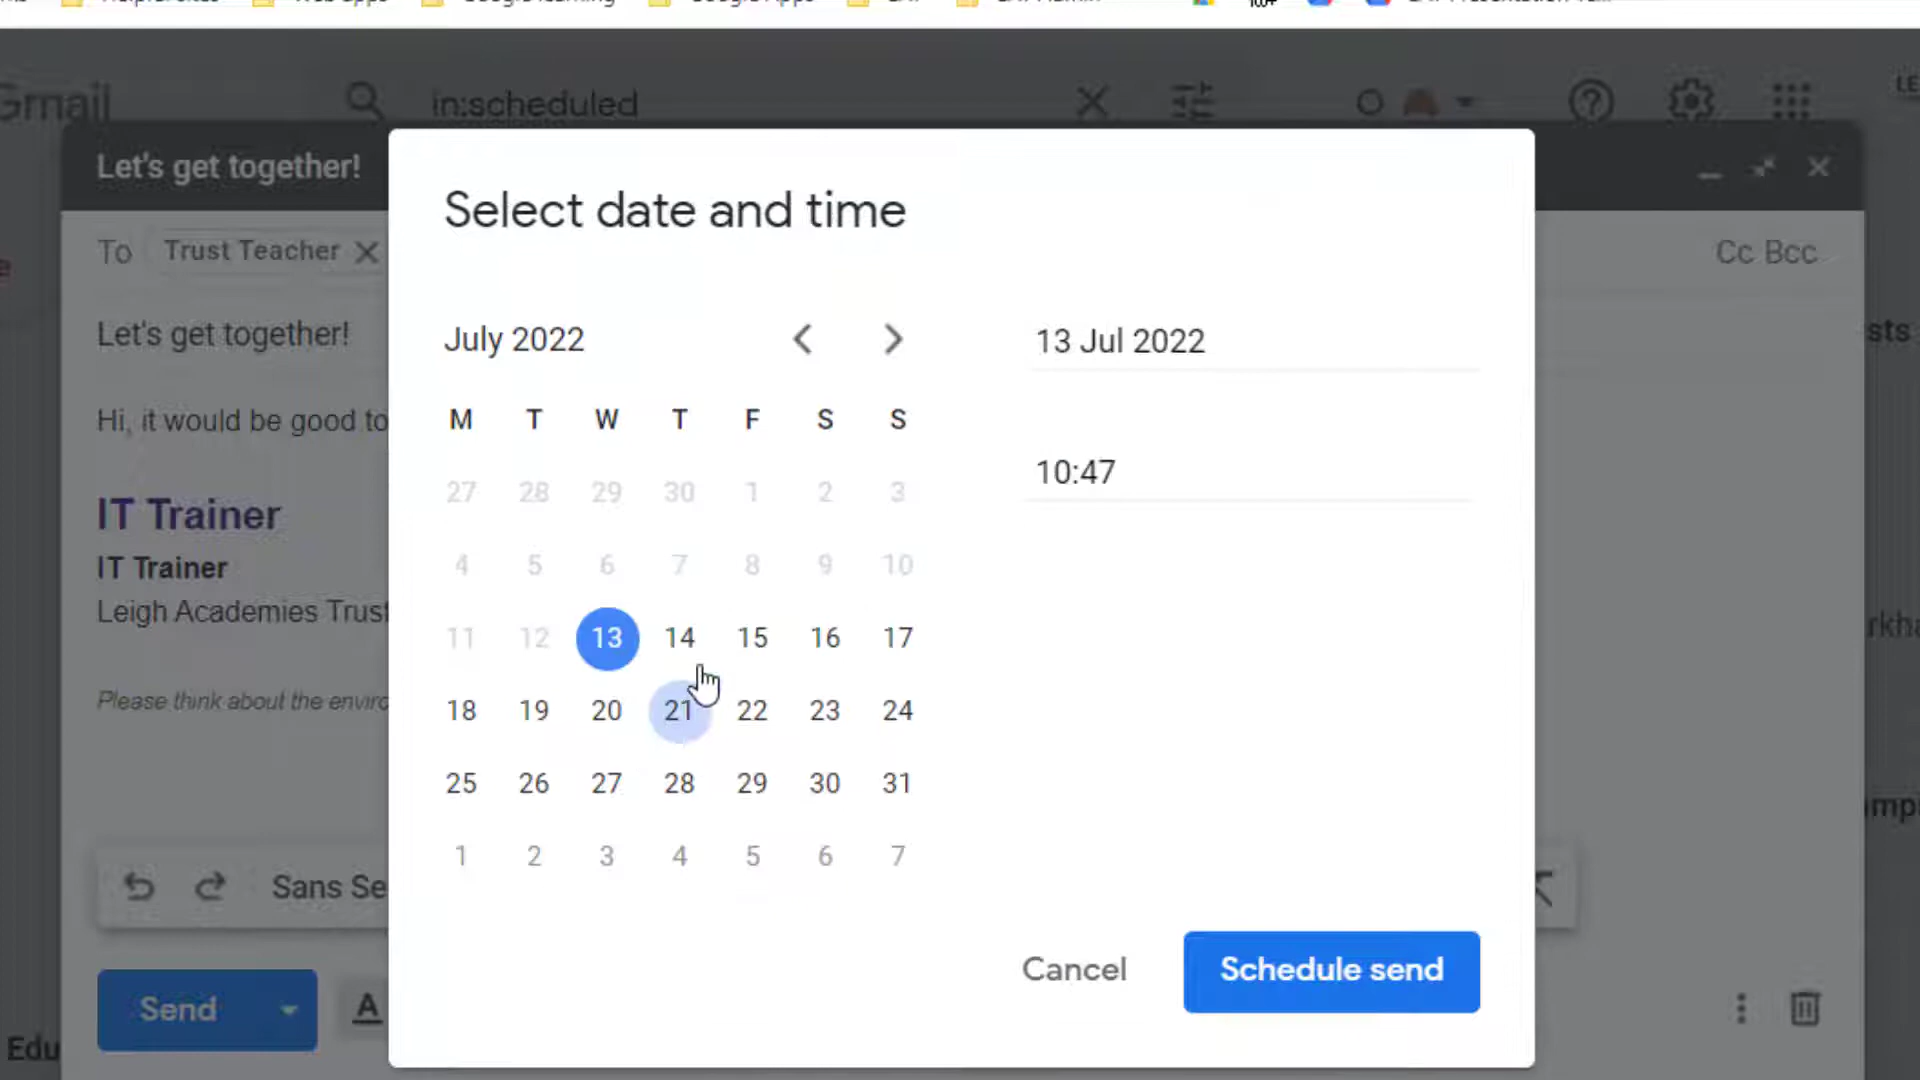 Gmail
in:scheduled
Let's get together!
To Trust Teacher
Cc Bcc
Let's get together!
Hi, it would be good to
IT Trainer
IT Trainer
Leigh Academies Trust
Please think about the enviro
Sans Se
Send
A
Edu
Select date and time
July 2022
M T W T F S S
27 28 29 30 1 2 3
4 5 6 7 8 9 10
11 12 13 14 15 16 17
18 19 20 21 22 23 24
25 26 27 28 29 30 31
1 2 3 4 5 6 7
13 Jul 2022
10:47
Cancel
Schedule send